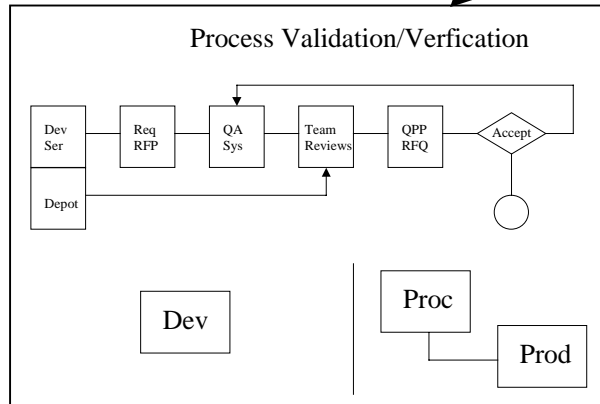 Process Validation/Verfication
Dev
Ser
Req
RFP
QA
Sys
Team
Reviews
QPP
RFQ
Accept
Depot
Dev
Proc
Prod